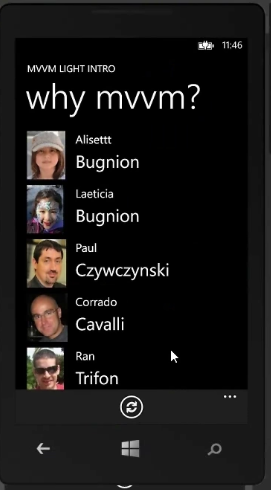 11:46
MVVM LIGHT INTRO
why mvvm?
Alisettt
Bugnion
Laeticia
Bugnion
Paul
Czywczynski
Corrado
Cavalli
Ran
Trifon